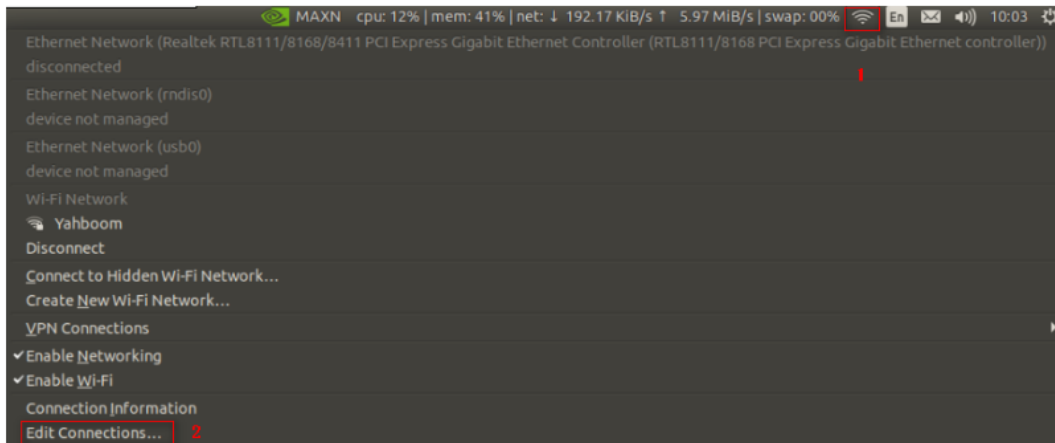 MAXN cpu: 12% | mem: 41% | net: ↓ 192.17 KiB/s ↑ 5.97 MiB/s | swap: 00% En 10:03
Ethernet Network (Realtek RTL8111/8168/8411 PCI Express Gigabit Ethernet Controller (RTL8111/8168 PCI Express Gigabit Ethernet controller))
1
disconnected
Ethernet Network (rndis0)
device not managed
Ethernet Network (usb0)
device not managed
Wi-Fi Network
Yahboom
Disconnect
Connect to Hidden Wi-Fi Network...
Create New Wi-Fi Network...
VPN Connections
✔Enable Networking
✔Enable Wi-Fi
Connection Information
Edit Connections... 2